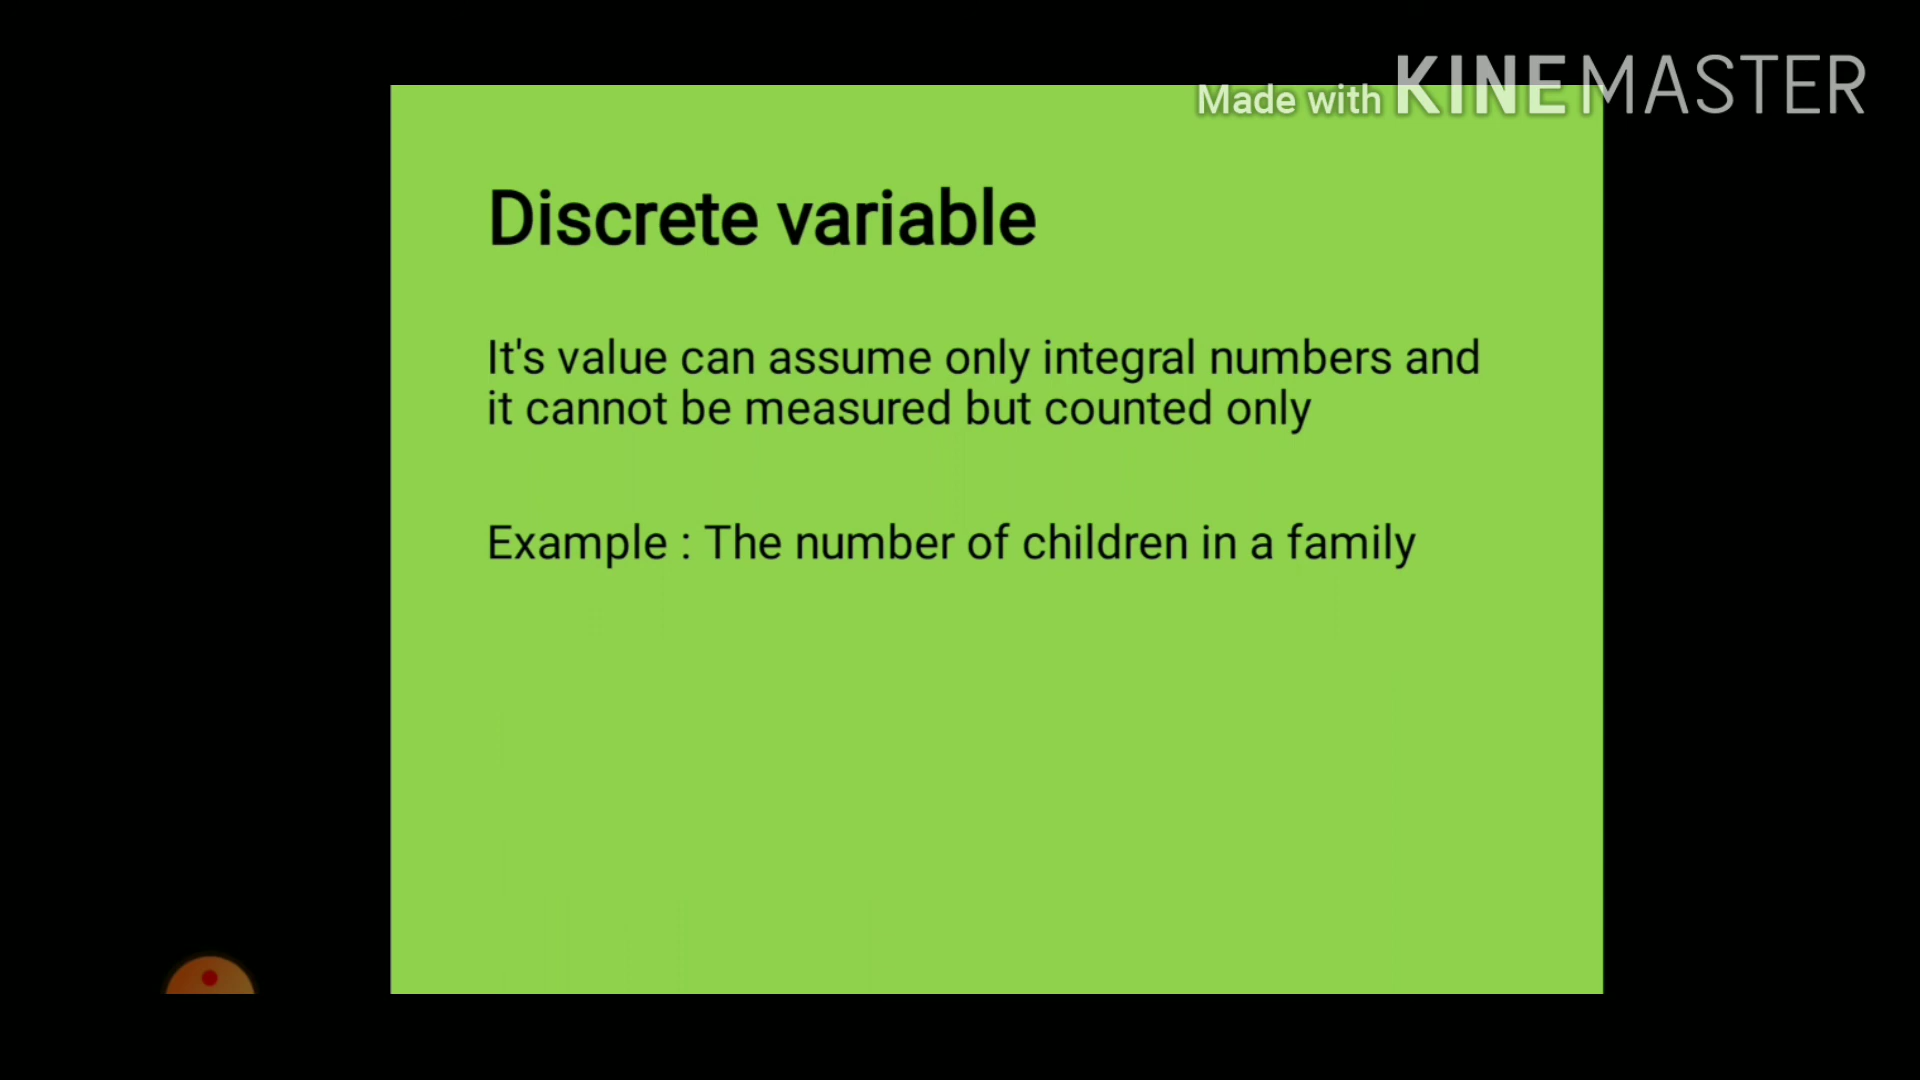 Made with KINEMASTER
Discrete variable
It's value can assume only integral numbers and
it cannot be measured but counted only
Example : The number of children in a family